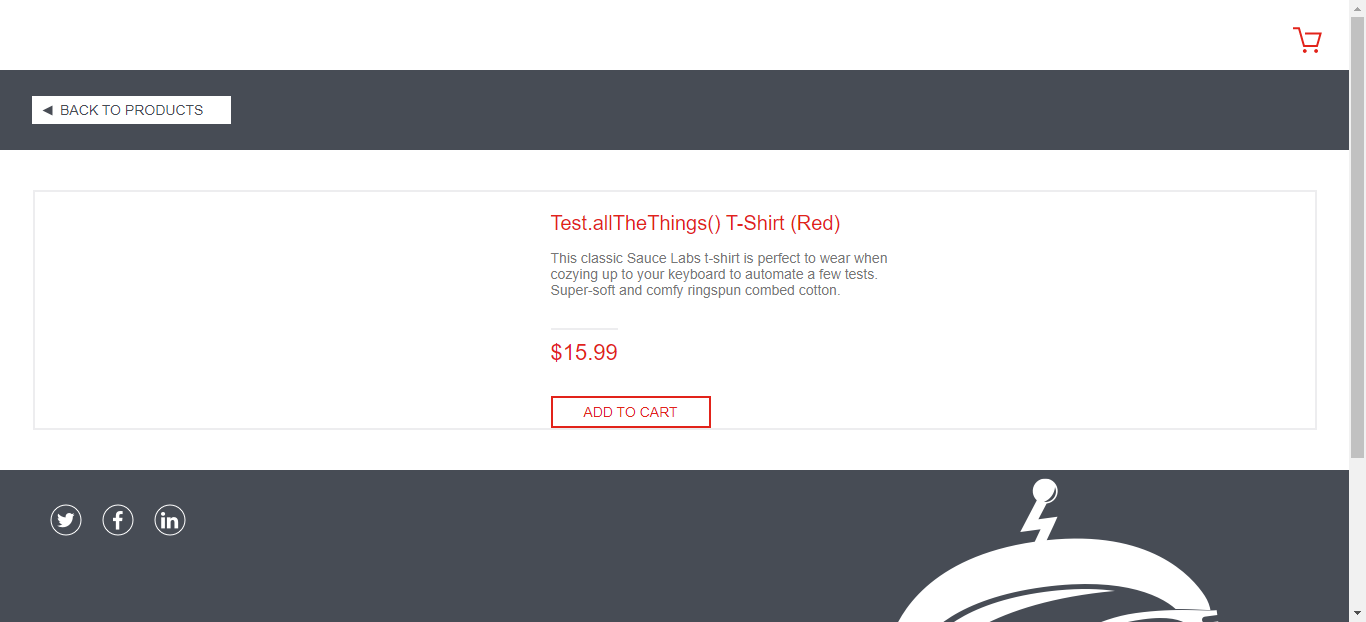 ◄ BACK TO PRODUCTS
Test.allTheThings() T-Shirt (Red)
This classic Sauce Labs t-shirt is perfect to wear when
cozying up to your keyboard to automate a few tests.
Super-soft and comfy ringspun combed cotton.
$15.99
ADD TO CART